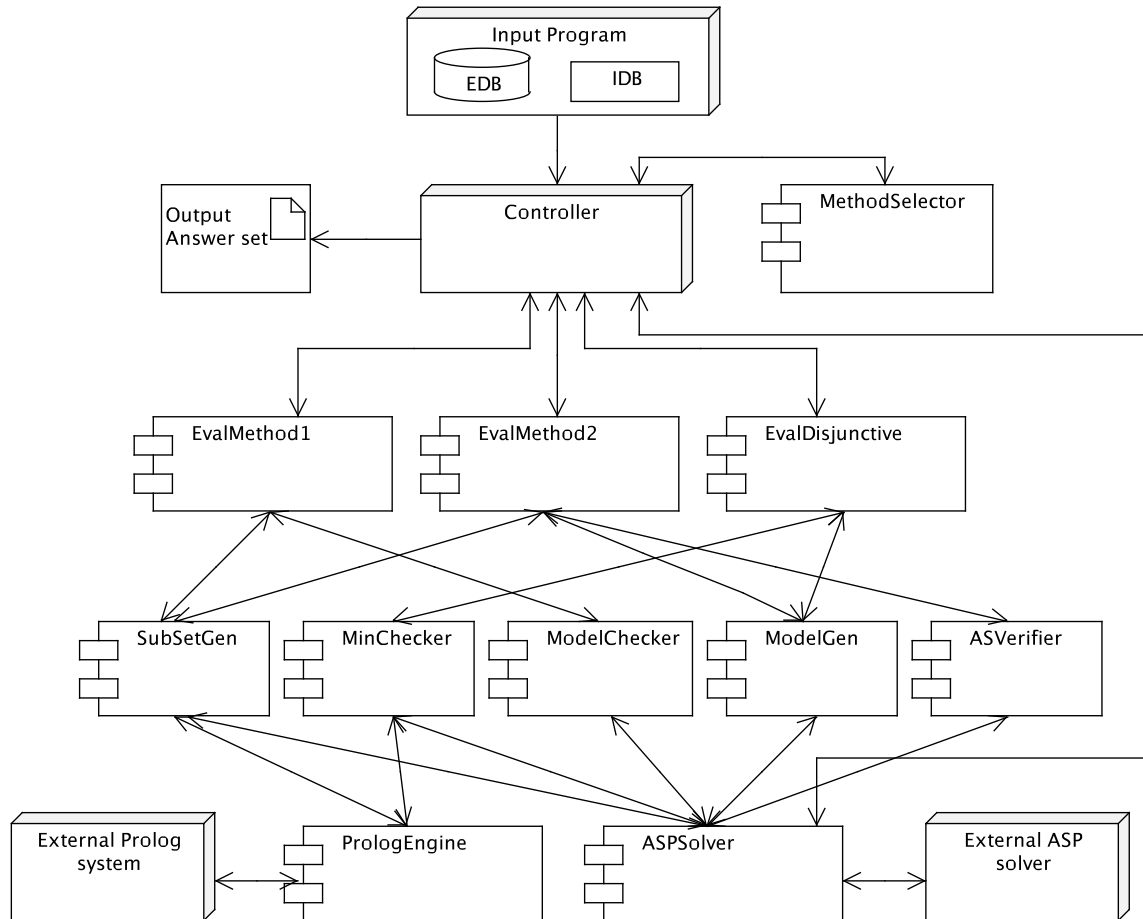 Input Program
EDB
IDB
Output
Answer set
Controller
MethodSelector
EvalMethod1
EvalMethod2
EvalDisjunctive
SubSetGen
MinChecker
ModelChecker
ModelGen
ASVerifier
External Prolog
system
PrologEngine
ASPSolver
External ASP
solver